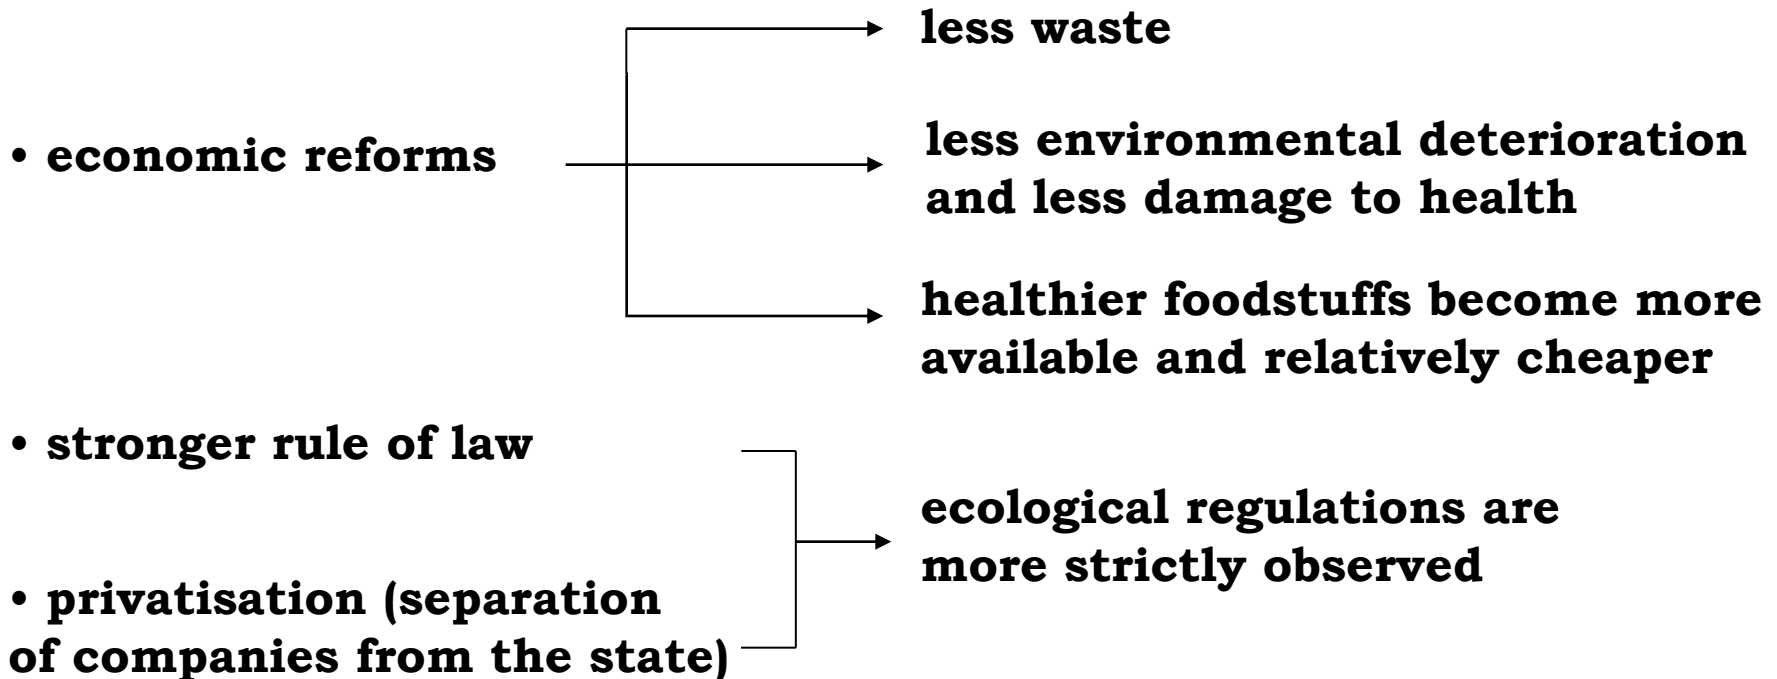 less waste
• economic reforms
less environmental deterioration
and less damage to health
healthier foodstuffs become more
available and relatively cheaper
• stronger rule of law
ecological regulations are
more strictly observed
• privatisation (separation
of companies from the state)